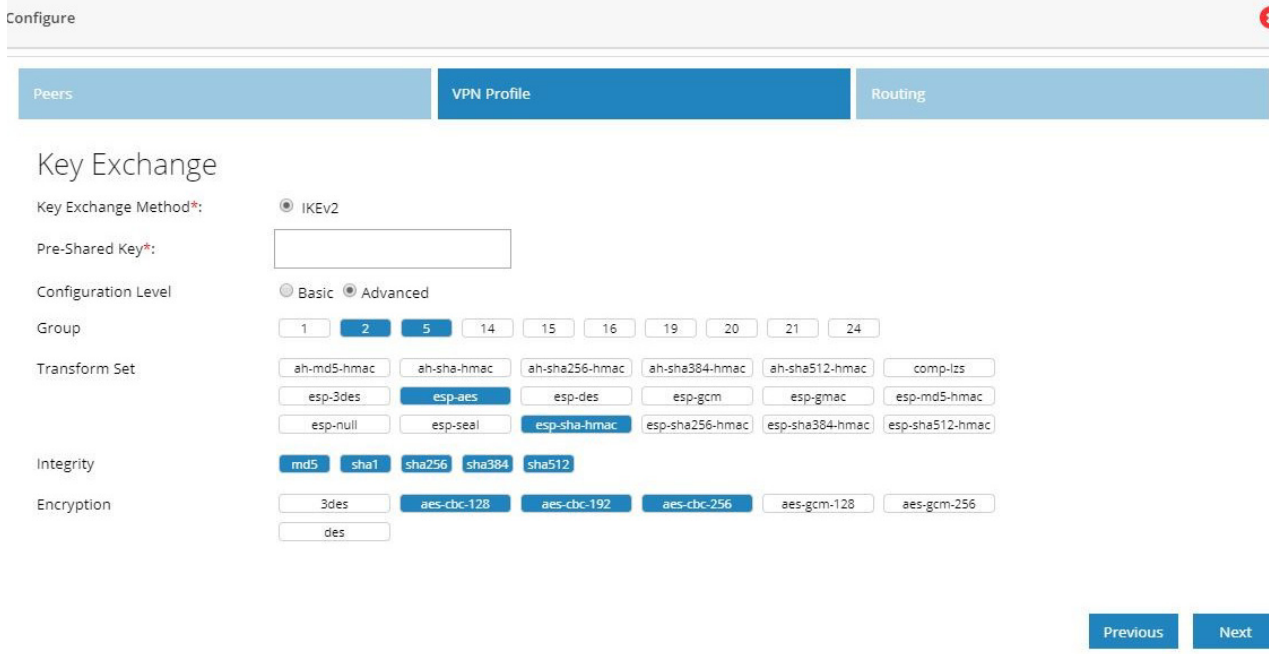 Configure
Peers VPN Profile Routing
Key Exchange
Key Exchange Method*: IKEv2
Pre-Shared Key*:
Configuration Level Basic Advanced
Group 1 2 5 14 15 16 19 20 21 24
Transform Set ah-md5-hmac ah-sha-hmac ah-sha256-hmac ah-sha384-hmac ah-sha512-hmac comp-lzs
esp-3des esp-aes esp-des esp-gcm esp-gmac esp-md5-hmac
esp-null esp-seal esp-sha-hmac esp-sha256-hmac esp-sha384-hmac esp-sha512-hmac
Integrity md5 sha1 sha256 sha384 sha512
Encryption 3des aes-cbc-128 aes-cbc-192 aes-cbc-256 aes-gcm-128 aes-gcm-256
des
Previous Next